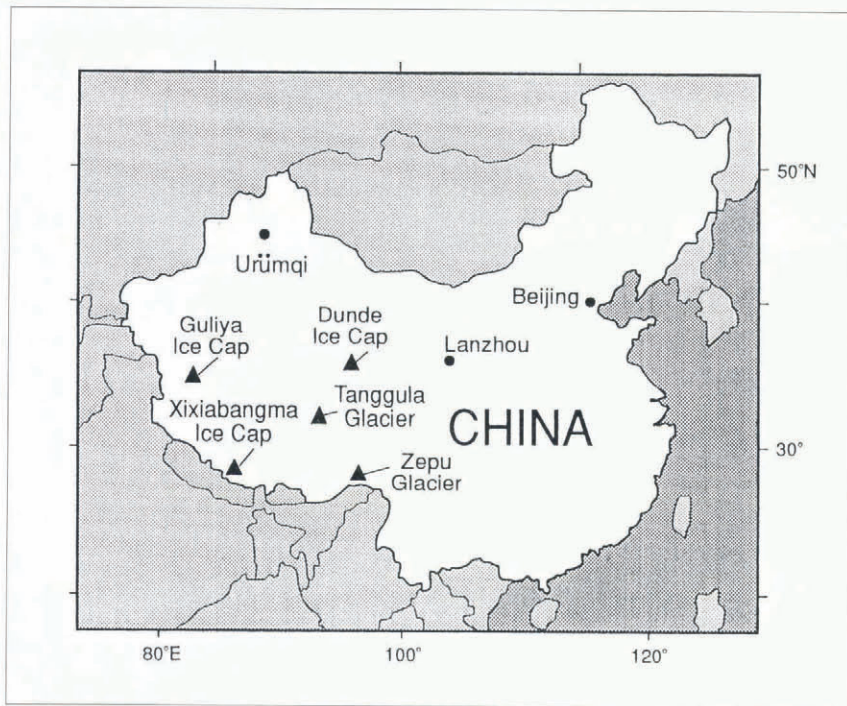 50°N
Urümqi
Beijing
Guliya
Ice Cap
Dunde
Ice Cap
Lanzhou
Xixiabangma
Ice Cap
Tanggula
Glacier
CHINA
30°
Zepu
Glacier
80°E
100°
120°